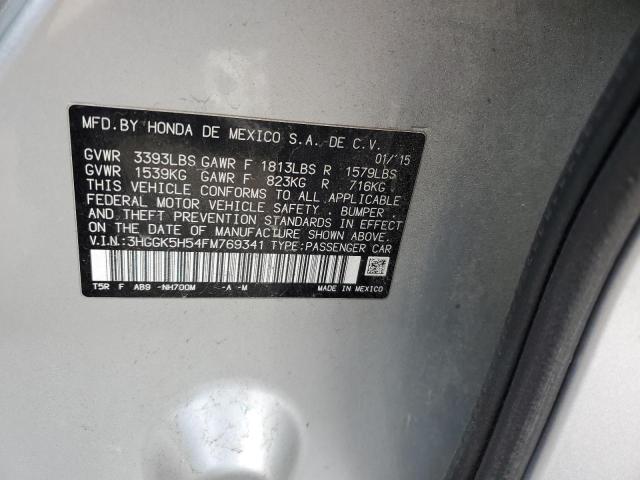 MFD. BY HONDA DE MEXICO S.A. DE C.V.
01/'15
GVWR 3393LBS GAWR F 1813LBS R 1579LBS
GVWR 1539KG GAWR F 823KG R 716KG
THIS VEHICLE CONFORMS TO ALL APPLICABLE
FEDERAL MOTOR VEHICLE SAFETY, BUMPER
AND THEFT PREVENTION STANDARDS IN EFFECT
ON THE DATE OF MANUFACTURE SHOWN ABOVE.
V.I.N.:3HGGK5H54FM769341 TYPE:PASSENGER CAR
T5R F AB9 -NH700M -A -M MADE IN MEXICO